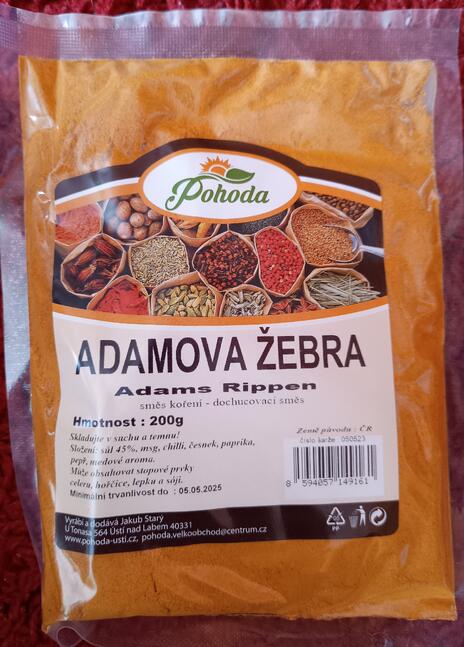 Pohoda
ADAMOVA ŽEBRA
Adams Rippen
směs koření - dochucovací směs
Hmotnost : 200g
Skladujte v suchu a temnu!
Složení: sůl 45%, msg, chilli, česnek, paprika,
pepř, medové aroma.
Může obsahovat stopové prvky
celeru, hořčice, lepku a sóji.
Minimální trvanlivost do : 05.05.2025
Země původu : ČR
číslo šarže 050523
8 594057 149161
PP
Vyrábí a dodává Jakub Starý
U Tonasa 564 Ústí nad Labem 40331
www.pohoda-usti.cz, pohoda.velkoobchod@centrum.cz